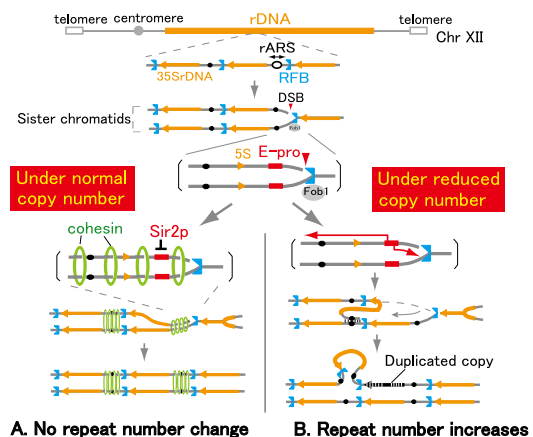 telomere centromere rDNA telomere
Chr XII
rARS
35SrDNA RFB
DSB
Sister chromatids
Fob1
5S E-pro
Fob1
Under normal
copy number
Under reduced
copy number
cohesin Sir2p
Duplicated copy
A. No repeat number change
B. Repeat number increases